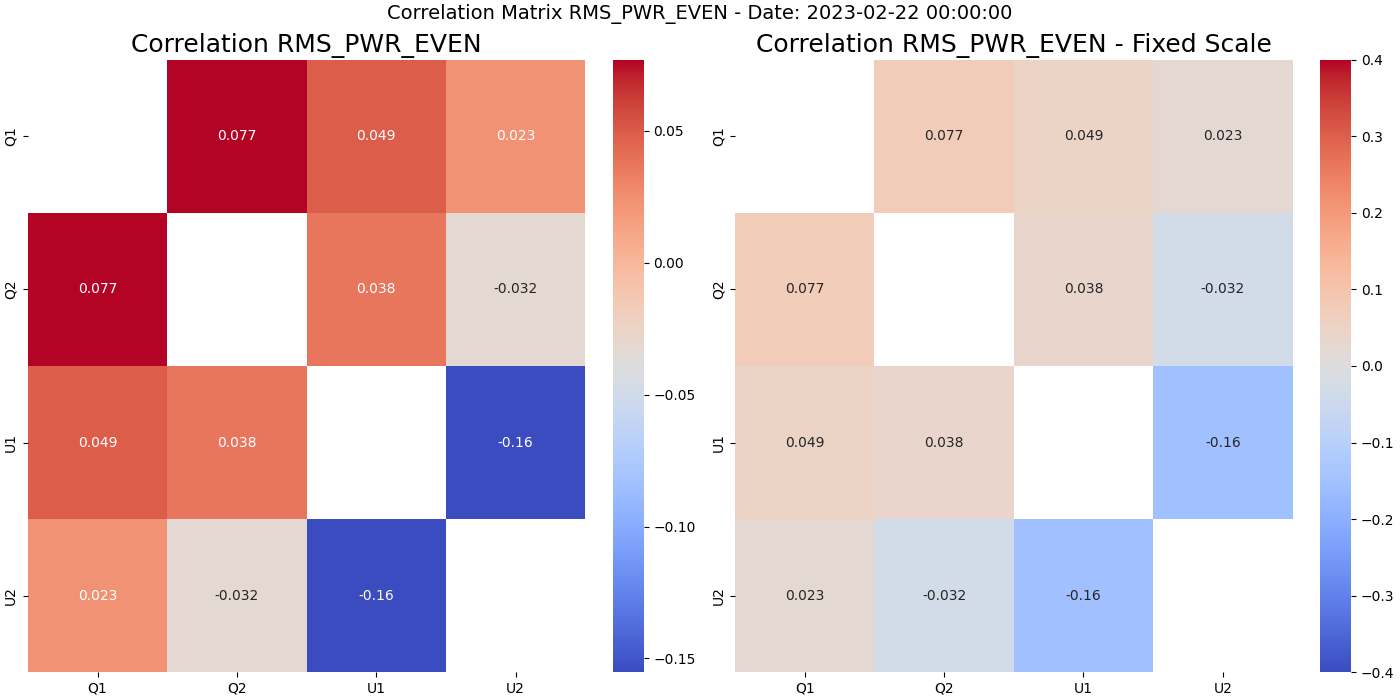 Correlation Matrix RMS_PWR_EVEN - Date: 2023-02-22 00:00:00
Correlation RMS_PWR_EVEN
Q1
0.077
0.049
0.023
Q2
0.077
0.038
-0.032
U1
0.049
0.038
-0.16
U2
0.023
-0.032
-0.16
Q1
Q2
U1
U2
0.05
0.00
−0.05
−0.10
−0.15
Correlation RMS_PWR_EVEN - Fixed Scale
Q1
0.077
0.049
0.023
Q2
0.077
0.038
-0.032
U1
0.049
0.038
-0.16
U2
0.023
-0.032
-0.16
Q1
Q2
U1
U2
0.4
0.3
0.2
0.1
0.0
−0.1
−0.2
−0.3
−0.4